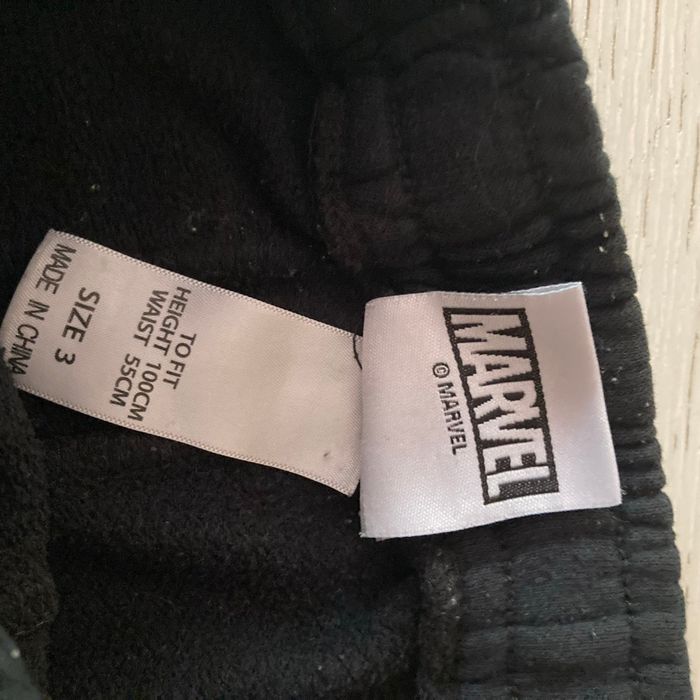 TO FIT
HEIGHT 100CM
WAIST 55CM
SIZE 3
MADE IN CHINA
MARVEL
© MARVEL